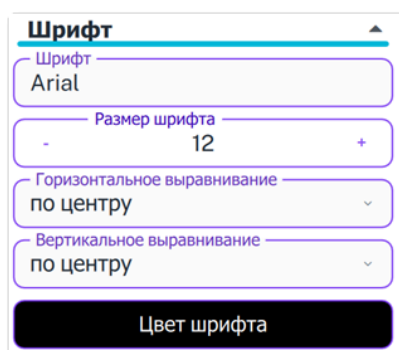 Шрифт
Шрифт
Arial
Размер шрифта
- 12 +
Горизонтальное выравнивание
по центру
Вертикальное выравнивание
по центру
Цвет шрифта